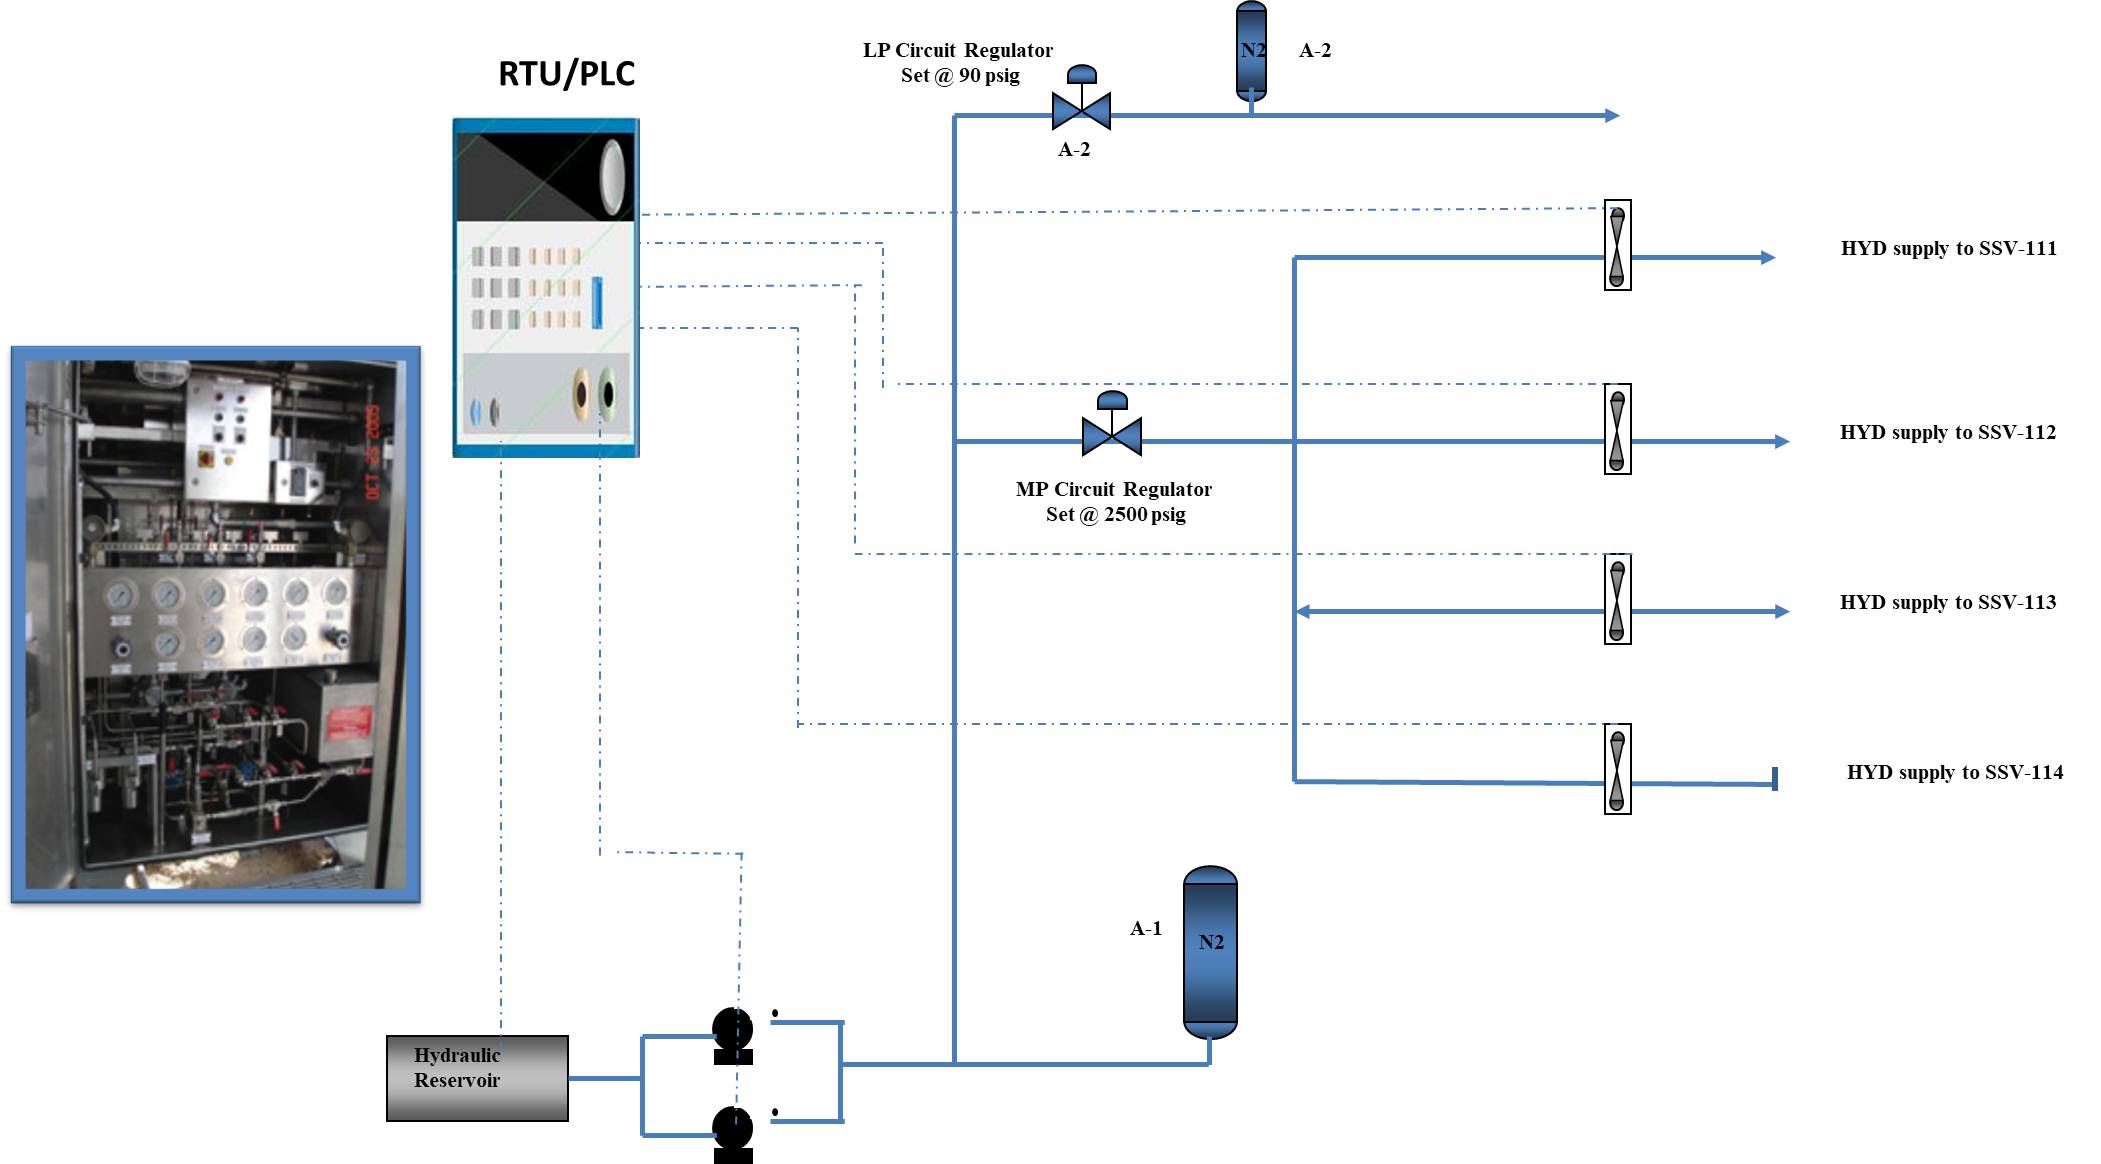 LP Circuit Regulator
Set @ 90 psig
N2
A-2
RTU/PLC
A-2
HYD supply to SSV-111
HYD supply to SSV-112
MP Circuit Regulator
Set @ 2500 psig
OCT 25 2005
HYD supply to SSV-113
HYD supply to SSV-114
A-1
N2
Hydraulic
Reservoir